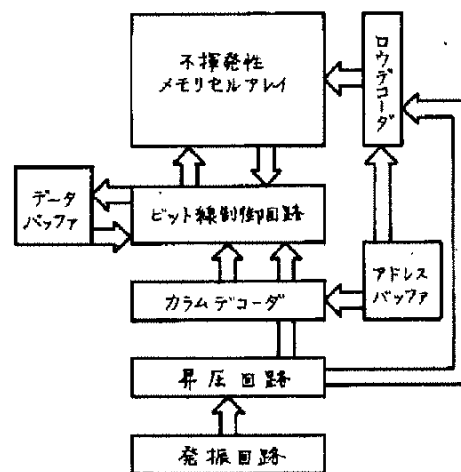 不揮発性
メモリセルアレイ
ロウデコーダ
データ
バッファ
ビット線制御回路
アドレス
バッファ
カラムデコーダ
昇圧回路
発振回路